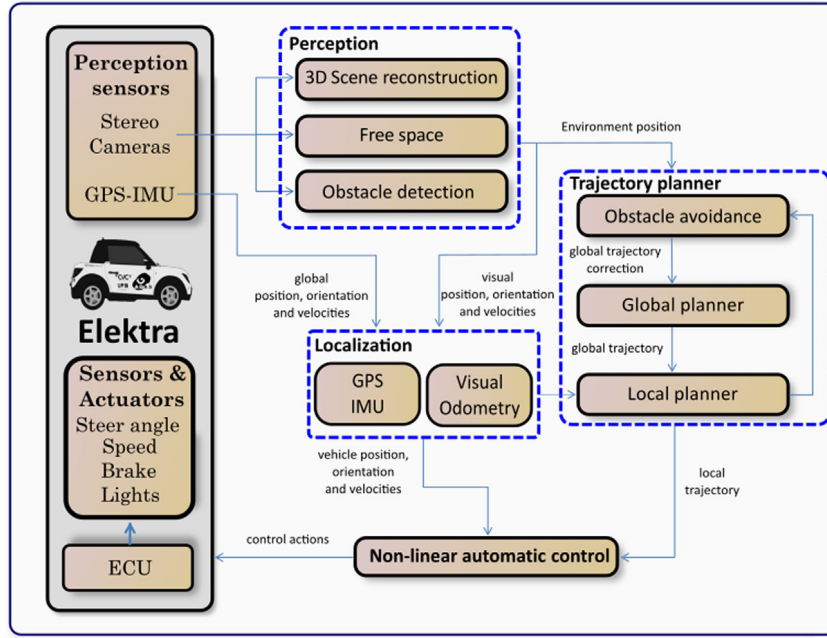 Perception
sensors
Stereo
Cameras
GPS-IMU
Elektra
Sensors &
Actuators
Steer angle
Speed
Brake
Lights
ECU
Perception
3D Scene reconstruction
Free space
Obstacle detection
Environment position
global
position, orientation
and velocities
visual
position, orientation
and velocities
Localization
GPS
IMU
Visual
Odometry
Trajectory planner
Obstacle avoidance
global trajectory
correction
Global planner
global trajectory
Local planner
vehicle position,
orientation
and velocities
local
trajectory
control actions
Non-linear automatic control